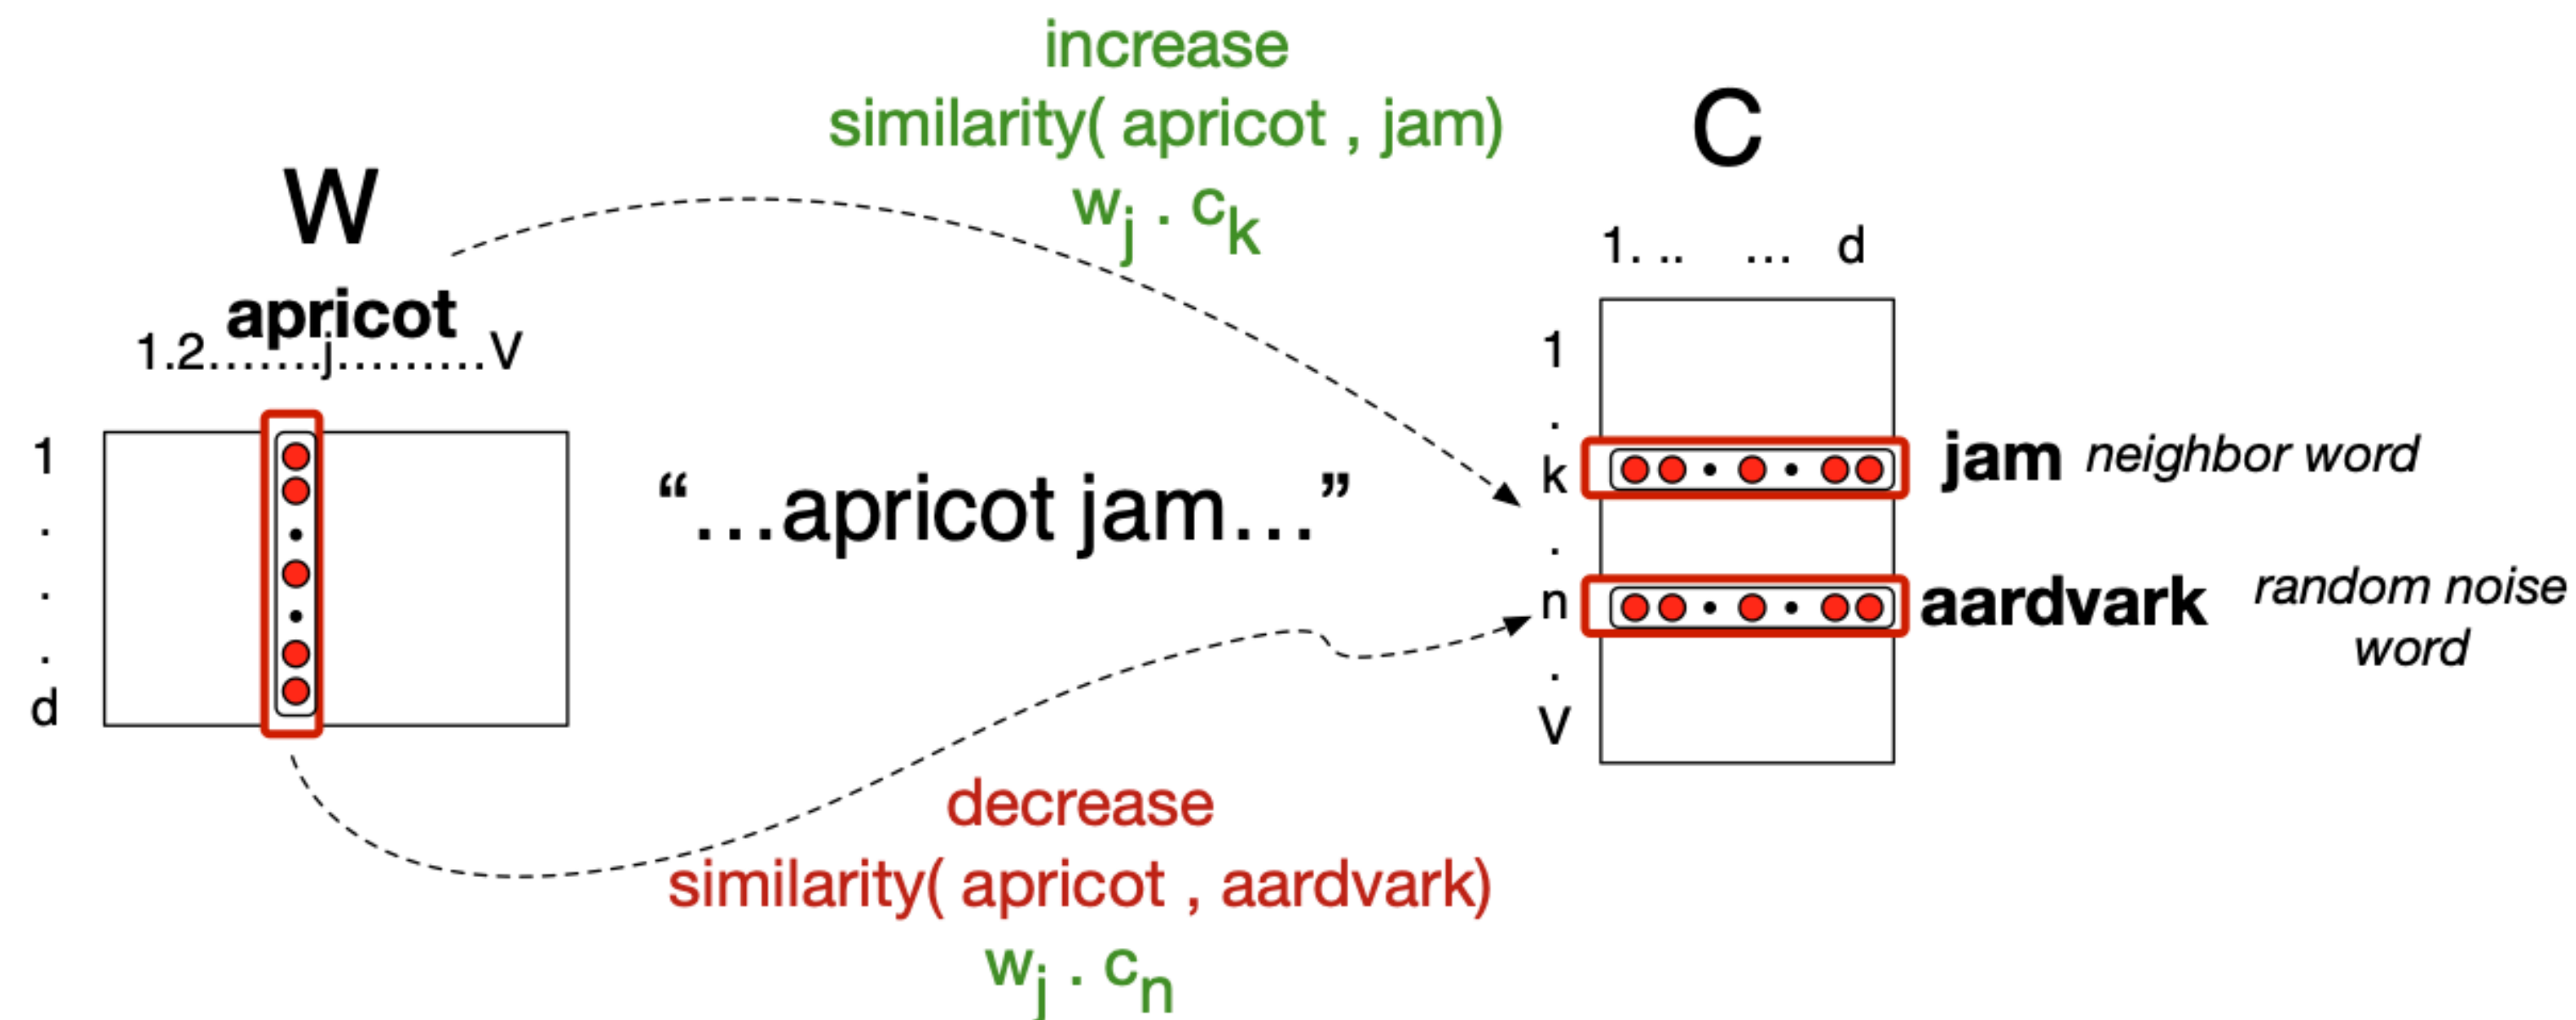 increase
similarity( apricot , jam)
wj . ck
W
apricot
1.2.......j.........V
1
.
.
.
d
“...apricot jam...”
decrease
similarity( apricot , aardvark)
wj . cn
C
1. .. ... d
1
.
k
.
n
.
V
jam neighbor word
aardvark random noise
word